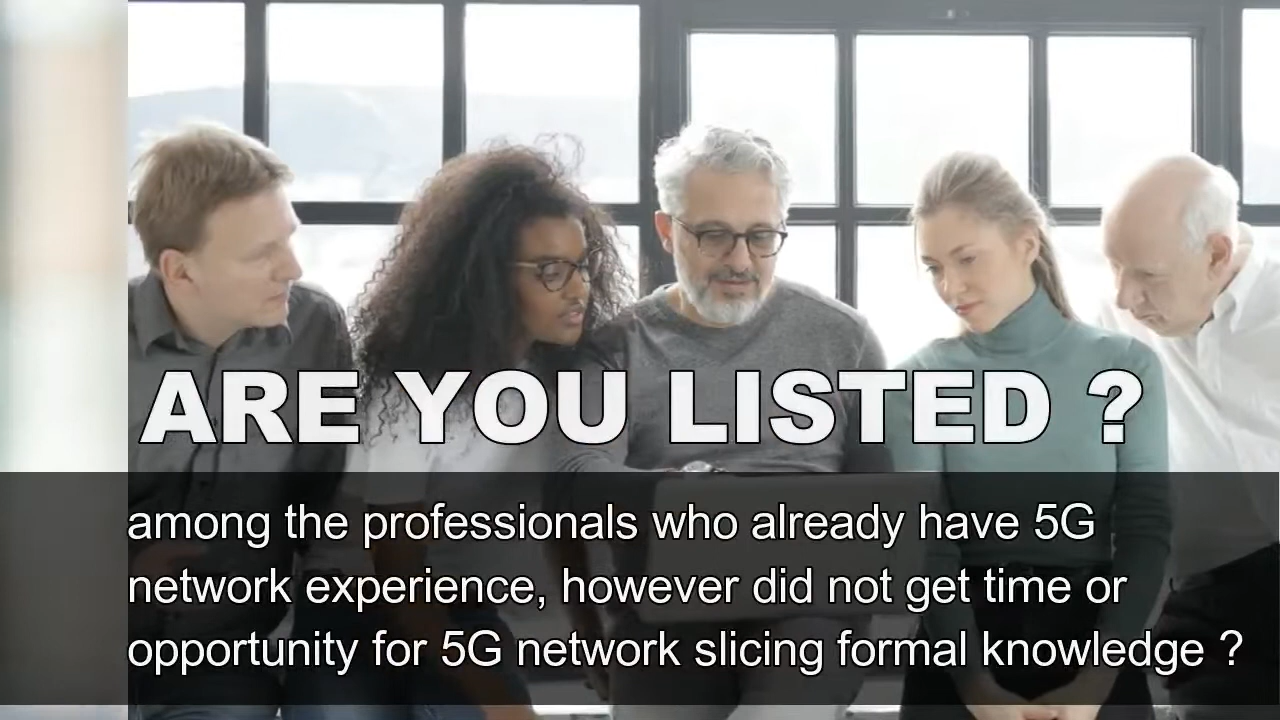 ARE YOU LISTED ?
among the professionals who already have 5G
network experience, however did not get time or
opportunity for 5G network slicing formal knowledge ?